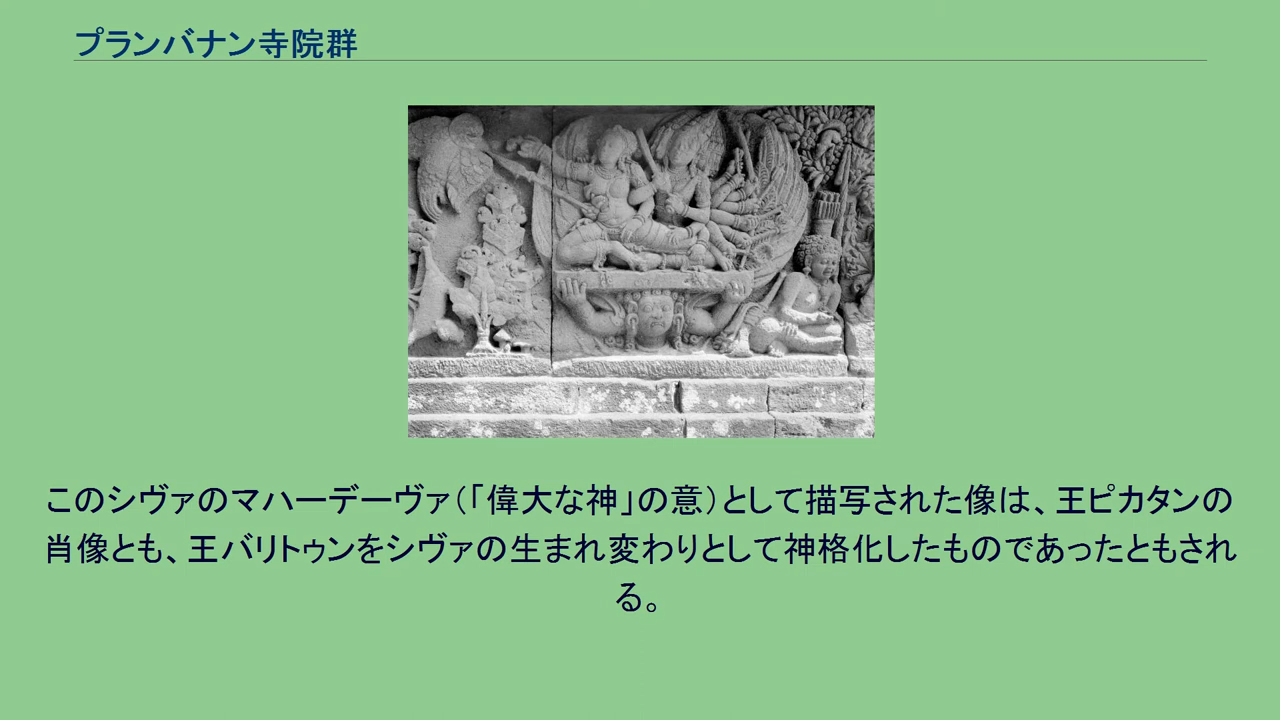 プランバナン寺院群
このシヴァのマハーデーヴァ（「偉大な神」の意）として描写された像は、王ピカタンの
肖像とも、王バリトゥンをシヴァの生まれ変わりとして神格化したものであったともされ
る。